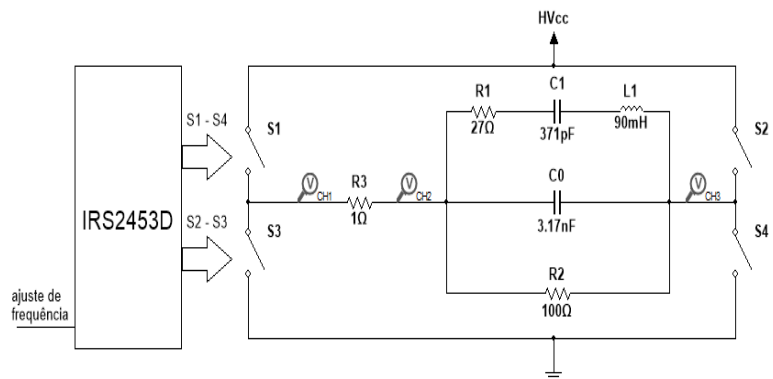 HVcc
C1
R1
L1
27Ω
371pF
90mH
S1 - S4
S1
S2
C0
R3
CH1
CH2
CH3
1Ω
3.17nF
IRS2453D
S2 - S3
S3
S4
R2
100Ω
ajuste de
frequência
V
V
V